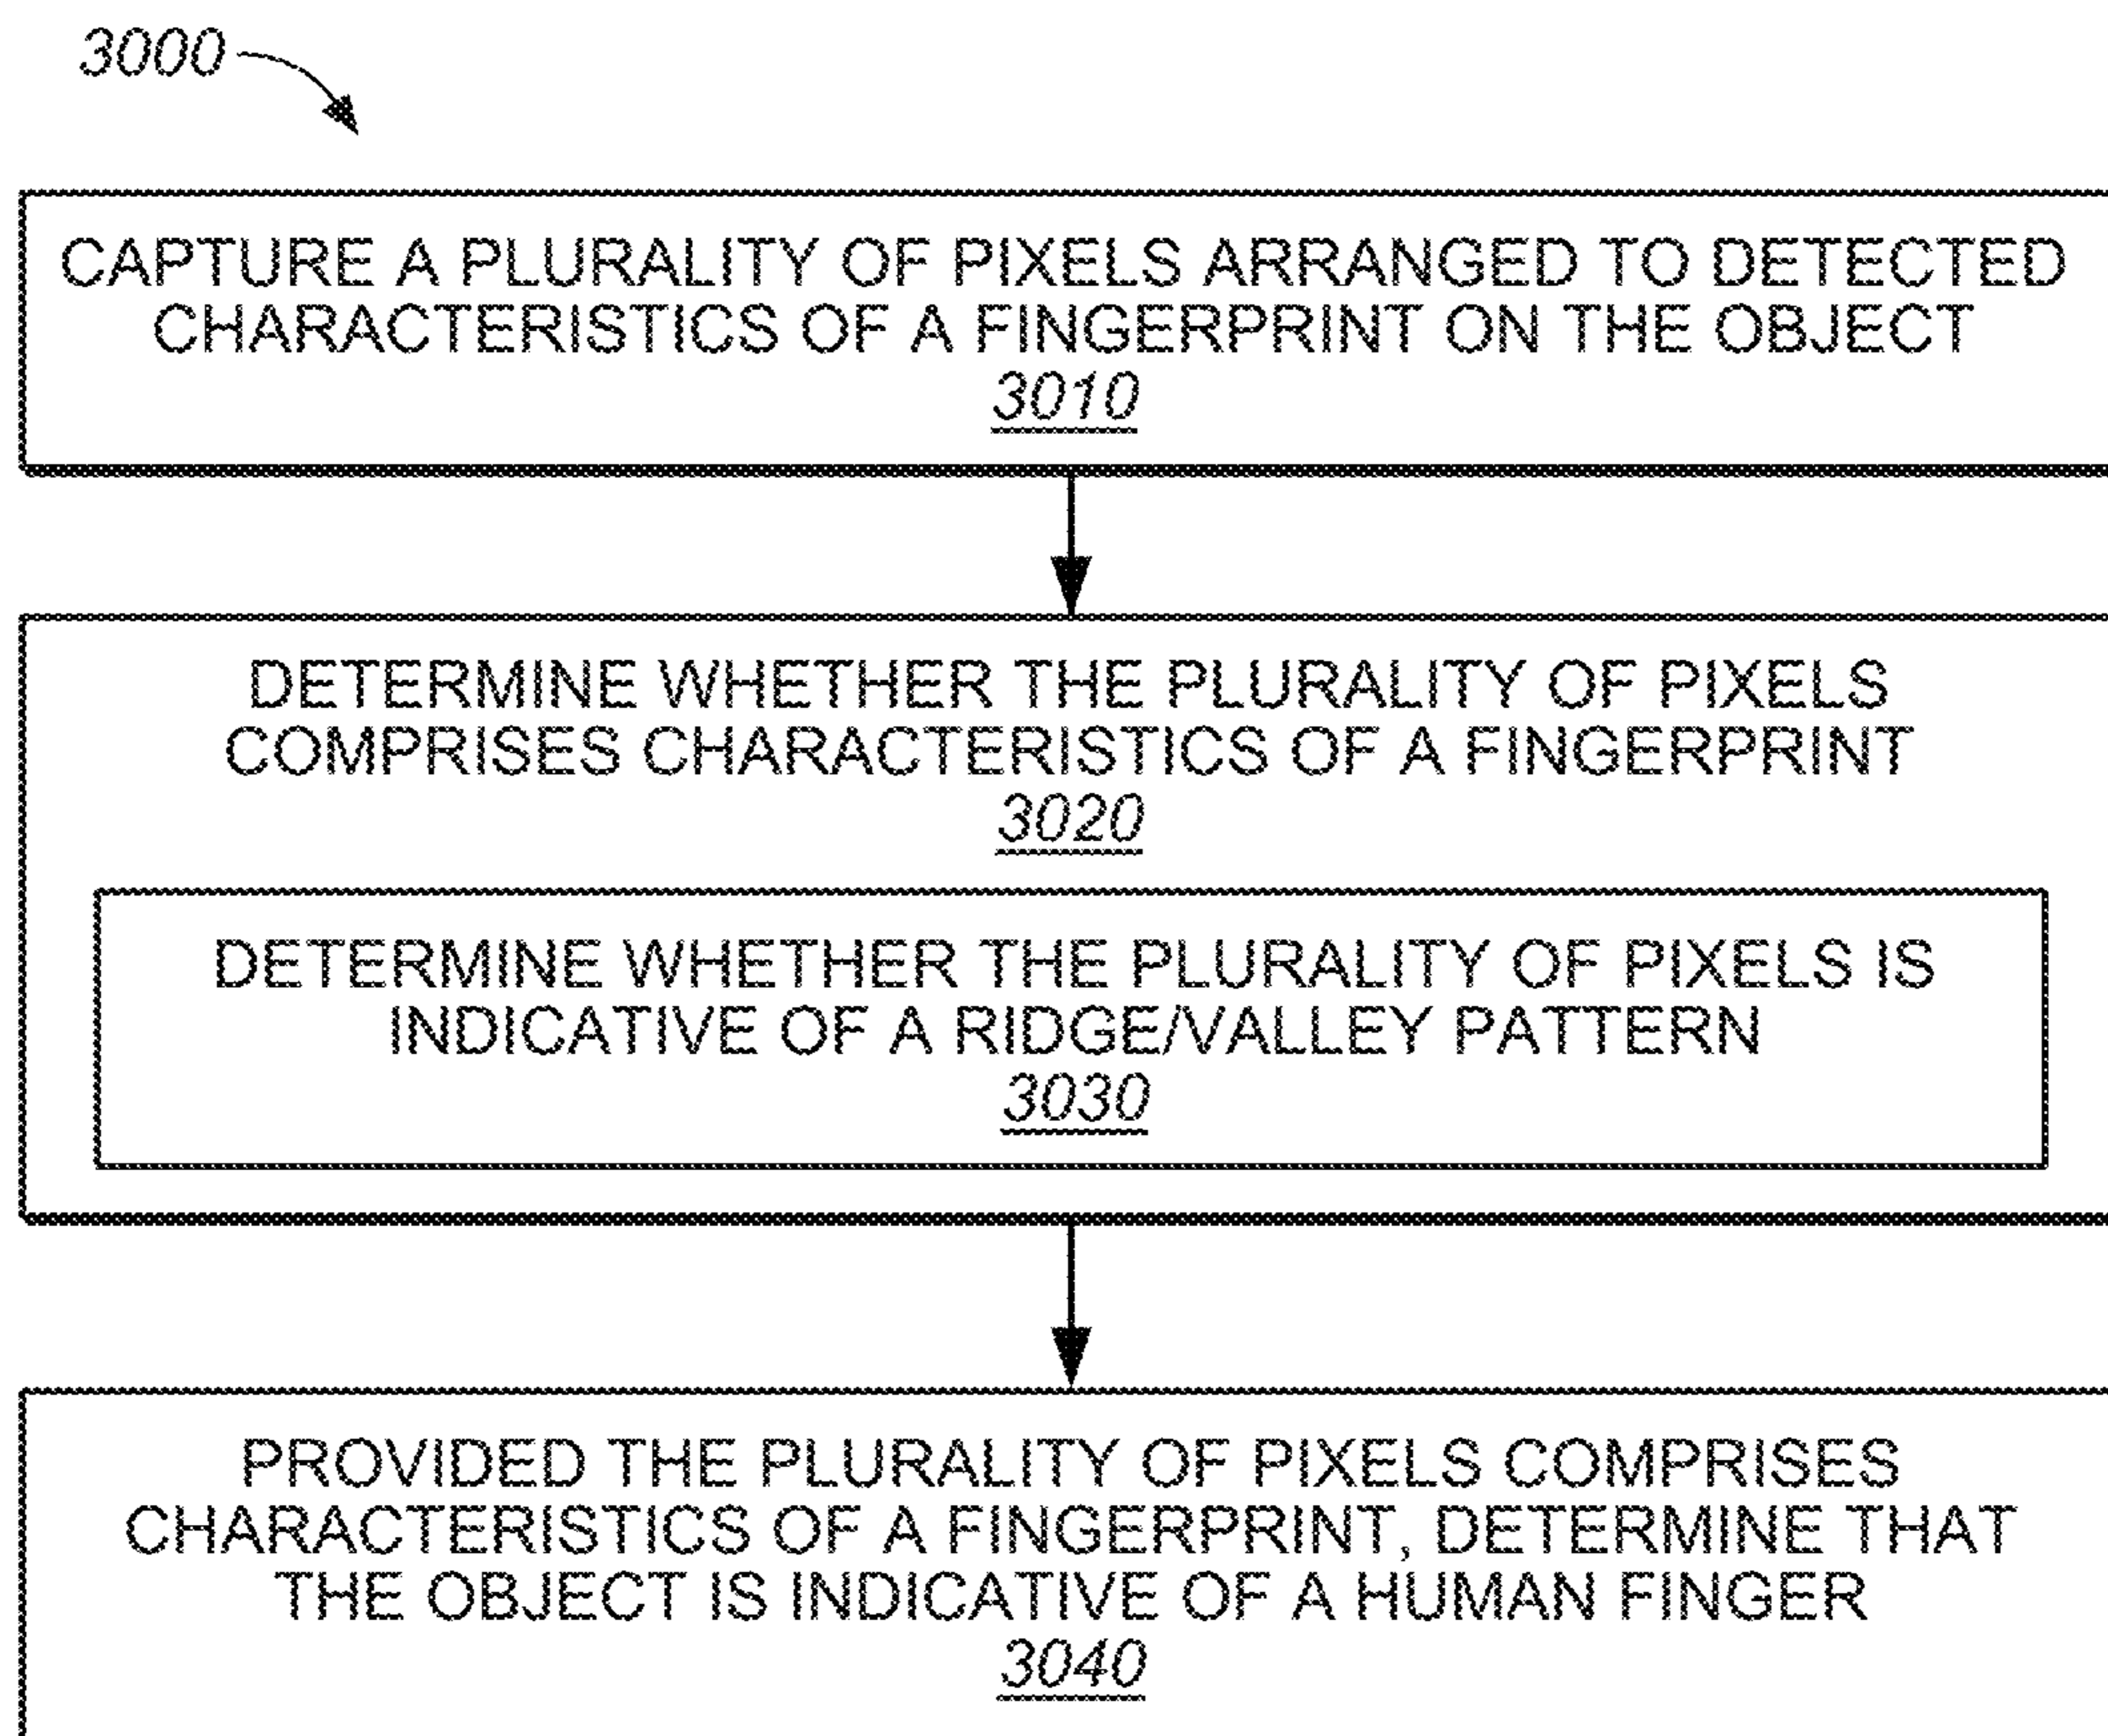 3000
CAPTURE A PLURALITY OF PIXELS ARRANGED TO DETECTED
CHARACTERISTICS OF A FINGERPRINT ON THE OBJECT
3010
DETERMINE WHETHER THE PLURALITY OF PIXELS
COMPRISES CHARACTERISTICS OF A FINGERPRINT
3020
DETERMINE WHETHER THE PLURALITY OF PIXELS IS
INDICATIVE OF A RIDGE/VALLEY PATTERN
3030
PROVIDED THE PLURALITY OF PIXELS COMPRISES
CHARACTERISTICS OF A FINGERPRINT, DETERMINE THAT
THE OBJECT IS INDICATIVE OF A HUMAN FINGER
3040